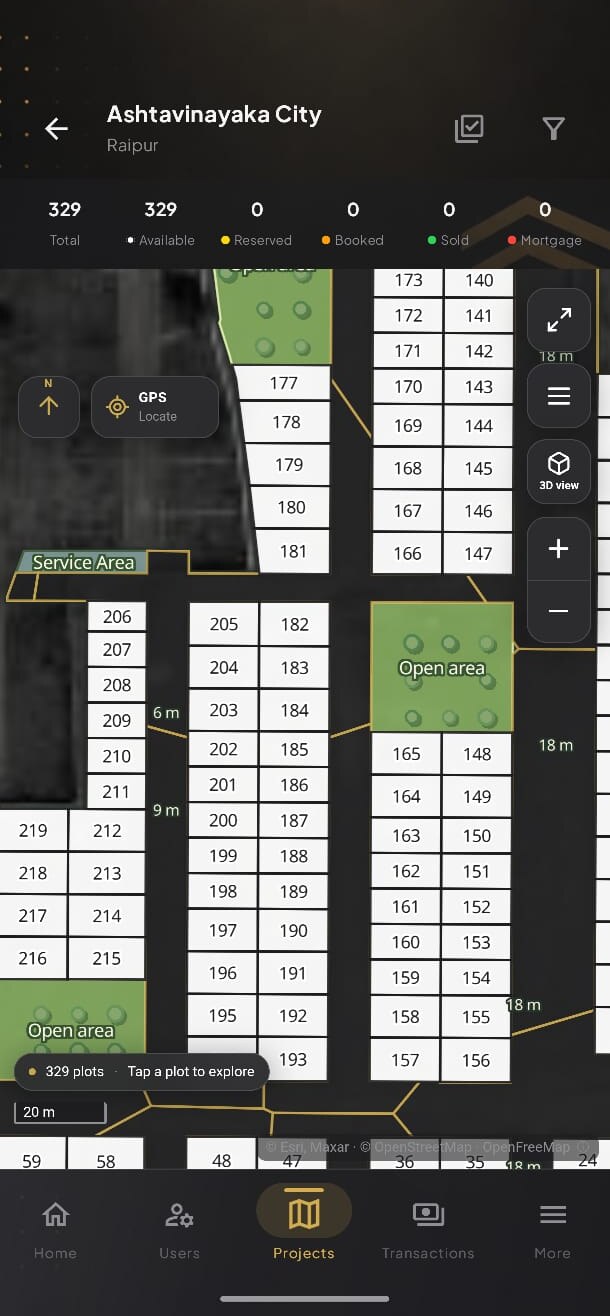 Ashtavinayaka City
Raipur
329 329 0 0 0 0
Total Available Reserved Booked Sold Mortgage
Open area
173 140
172 141
18 m
171 142
177 170 143
N
GPS
Locate
178 169 144
179 168 145
3D view
180 167 146
181 166 147
Service Area
206 205 182
207
204 183 Open area
208
203 184
6 m 209
202 185 165 148 18 m
210
201 186
211 164 149
9 m
219 212 200 187 163 150
199 188
218 213 162 151
198 189
217 214 161 152
197 190
216 215 160 153
196 191 159 154
18 m
195 192 158 155
Open area
193 157 156
329 plots · Tap a plot to explore
20 m
© Esri, Maxar · © OpenStreetMap · OpenFreeMap
59 58 48 47 36 35 18 m 24
Home Users Projects Transactions More